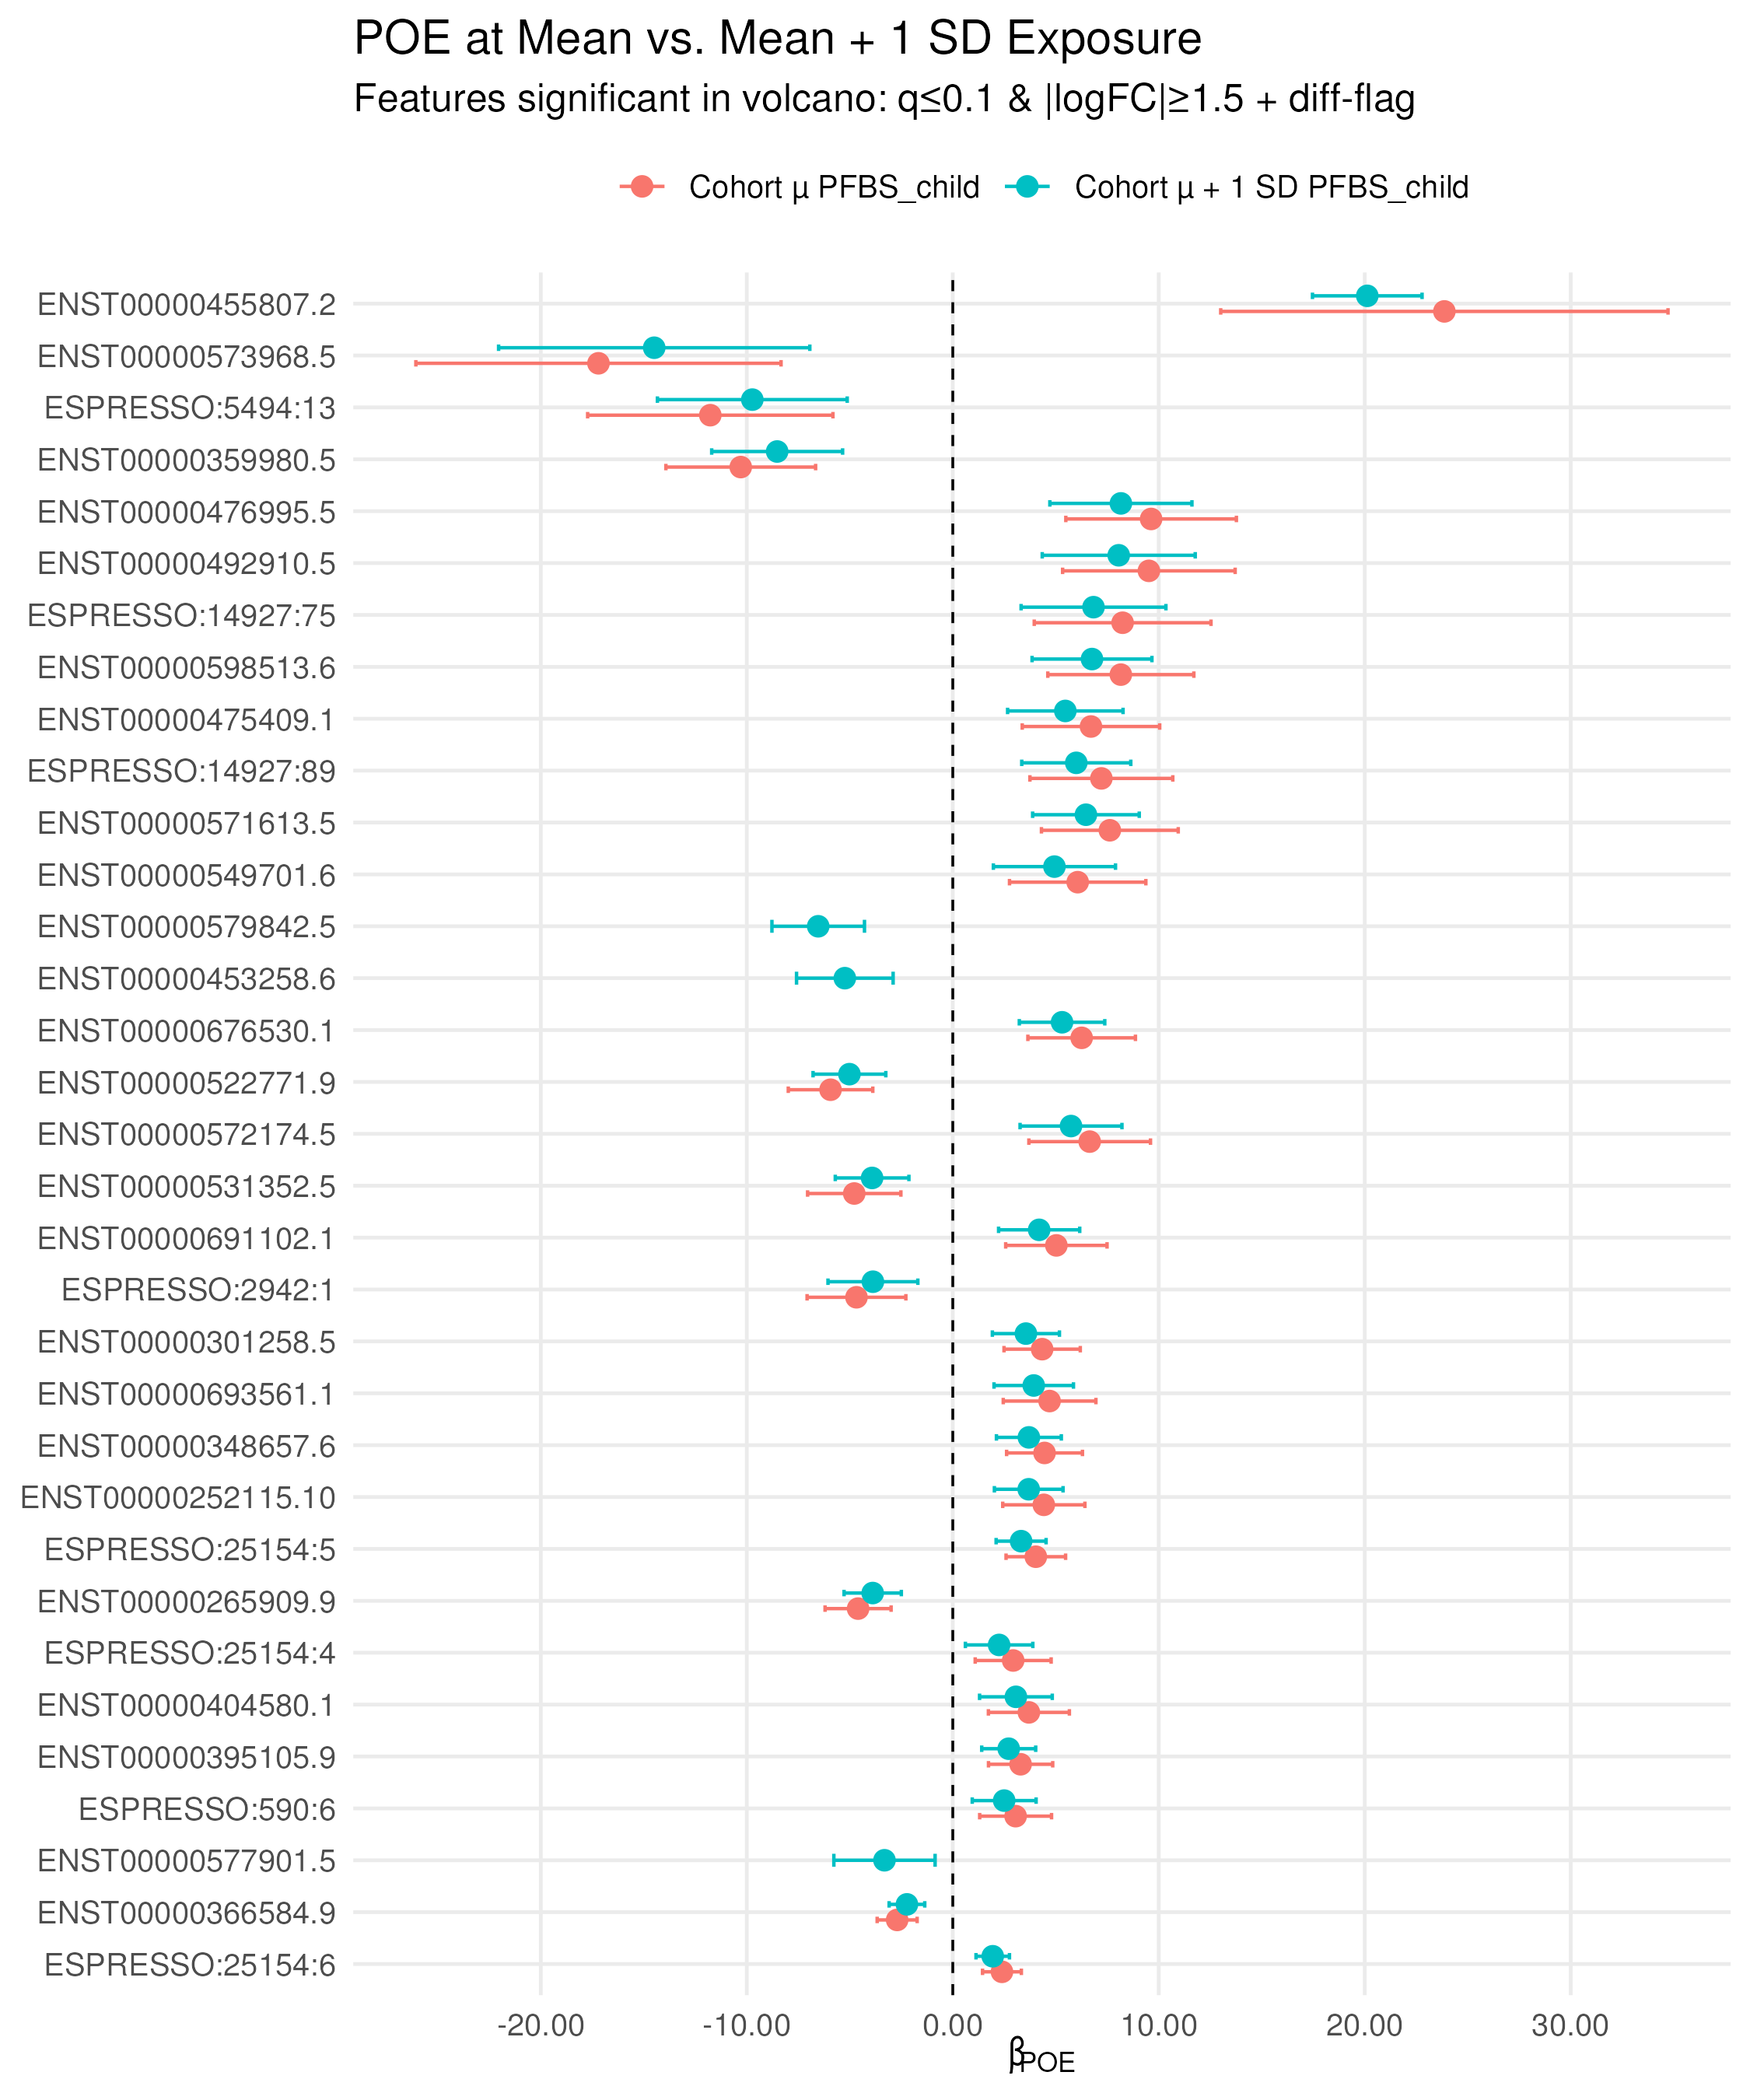 POE at Mean vs. Mean + 1 SD Exposure
Features significant in volcano: q≤0.1 & |logFC|≥1.5 + diff-flag
Cohort µ PFBS_child Cohort µ + 1 SD PFBS_child
ENST00000455807.2
ENST00000573968.5
ESPRESSO:5494:13
ENST00000359980.5
ENST00000476995.5
ENST00000492910.5
ESPRESSO:14927:75
ENST00000598513.6
ENST00000475409.1
ESPRESSO:14927:89
ENST00000571613.5
ENST00000549701.6
ENST00000579842.5
ENST00000453258.6
ENST00000676530.1
ENST00000522771.9
ENST00000572174.5
ENST00000531352.5
ENST00000691102.1
ESPRESSO:2942:1
ENST00000301258.5
ENST00000693561.1
ENST00000348657.6
ENST00000252115.10
ESPRESSO:25154:5
ENST00000265909.9
ESPRESSO:25154:4
ENST00000404580.1
ENST00000395105.9
ESPRESSO:590:6
ENST00000577901.5
ENST00000366584.9
ESPRESSO:25154:6
-20.00 -10.00 0.00 10.00 20.00 30.00
βPOE